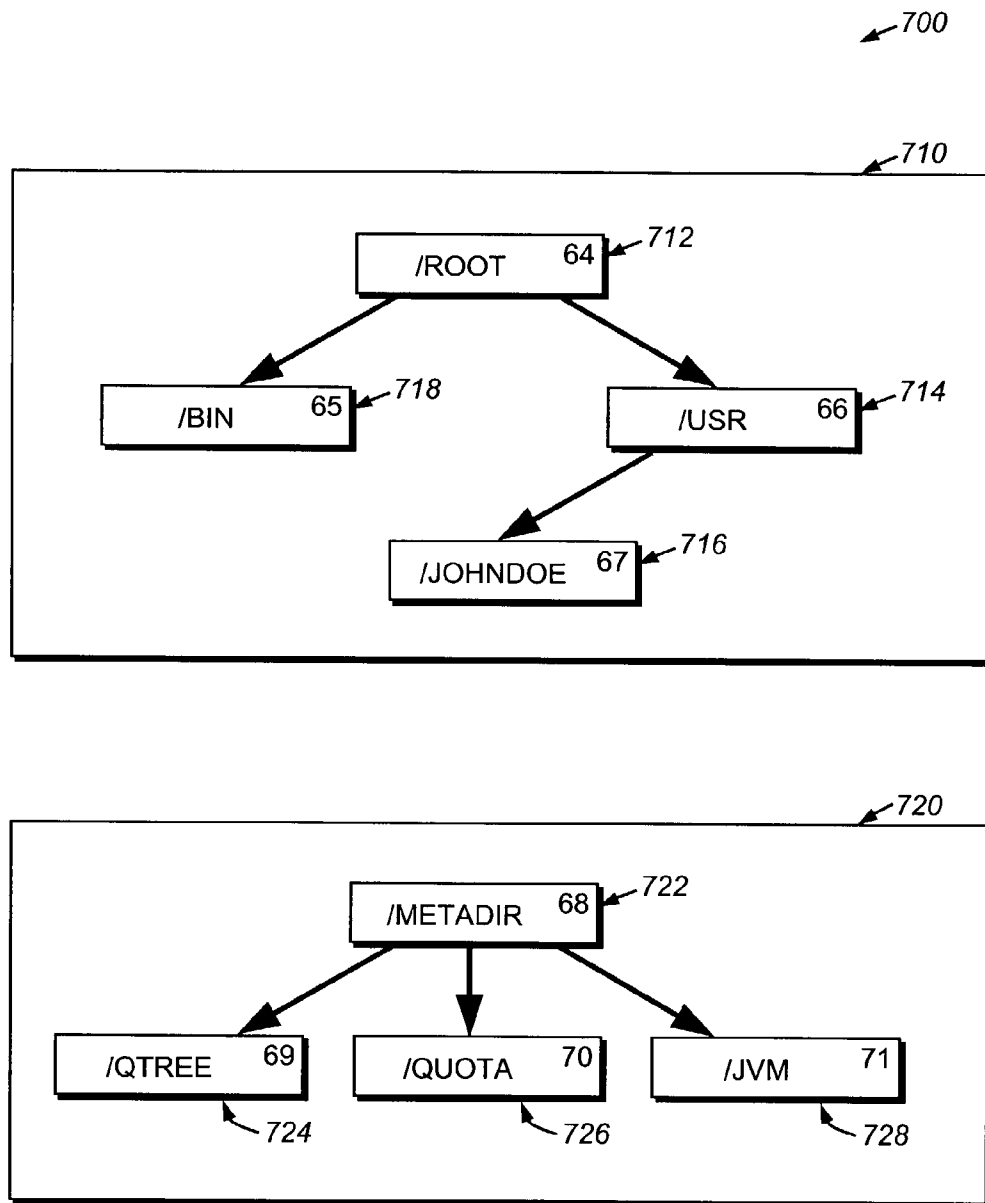 700
710
/ROOT 64
712
/BIN 65
718
/USR 66
714
/JOHNDOE 67
716
720
/METADIR 68
722
/QTREE 69
/QUOTA 70
/JVM 71
724
726
728